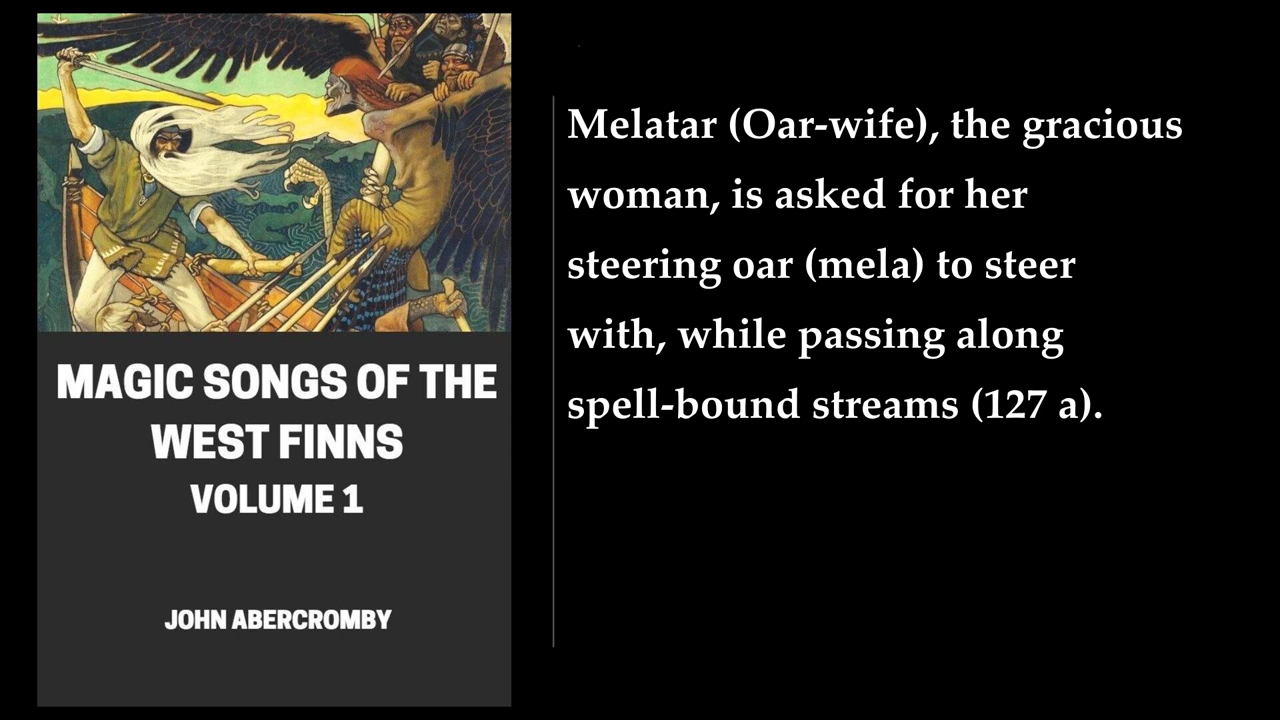 MAGIC SONGS OF THE
WEST FINNS
VOLUME 1
JOHN ABERCROMBY
Melatar (Oar-wife), the gracious
woman, is asked for her
steering oar (mela) to steer
with, while passing along
spell-bound streams (127 a).